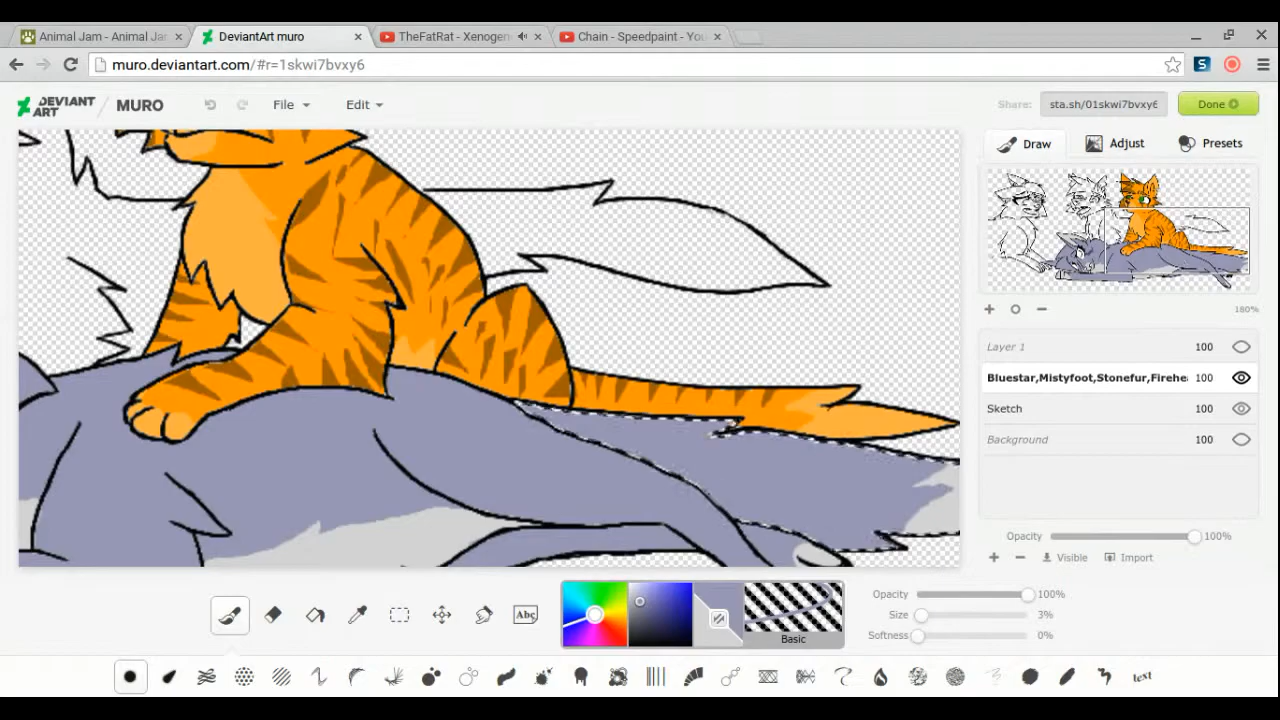 Animal Jam - Animal Jar
DeviantArt muro
TheFatRat - Xenogen
Chain - Speedpaint - You
muro.deviantart.com/#r=1skwi7bvxy6
S
DEVIANT ART / MURO
File
Edit
Share:
sta.sh/01skwi7bvxy6
Done
Draw
Adjust
Presets
180%
Layer 1 100
Bluestar,Mistyfoot,Stonefur,Firehea 100
Sketch 100
Background 100
Opacity 100%
Visible
Import
Abc
Basic
Opacity 100%
Size 3%
Softness 0%
text